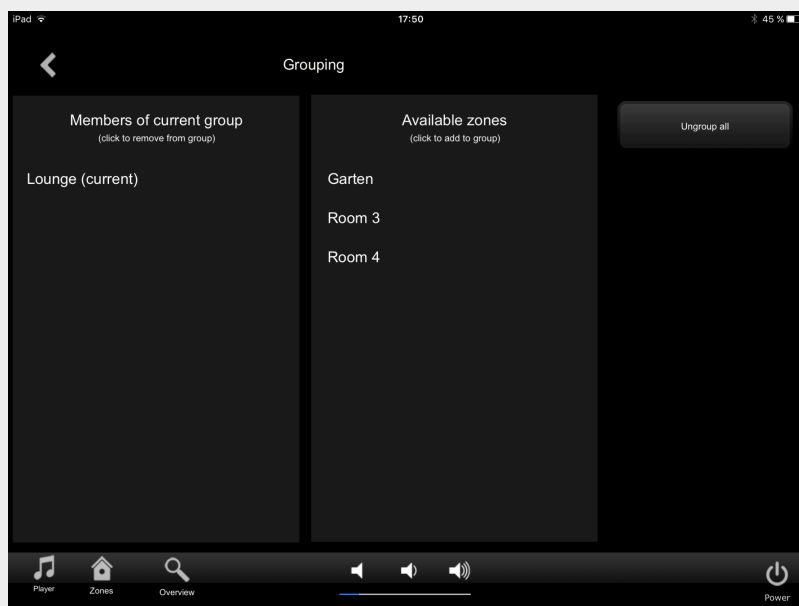 iPad 17:50 45 %
Grouping
Members of current group
(click to remove from group)
Lounge (current)
Available zones
(click to add to group)
Garten
Room 3
Room 4
Ungroup all
Player Zones Overview Power